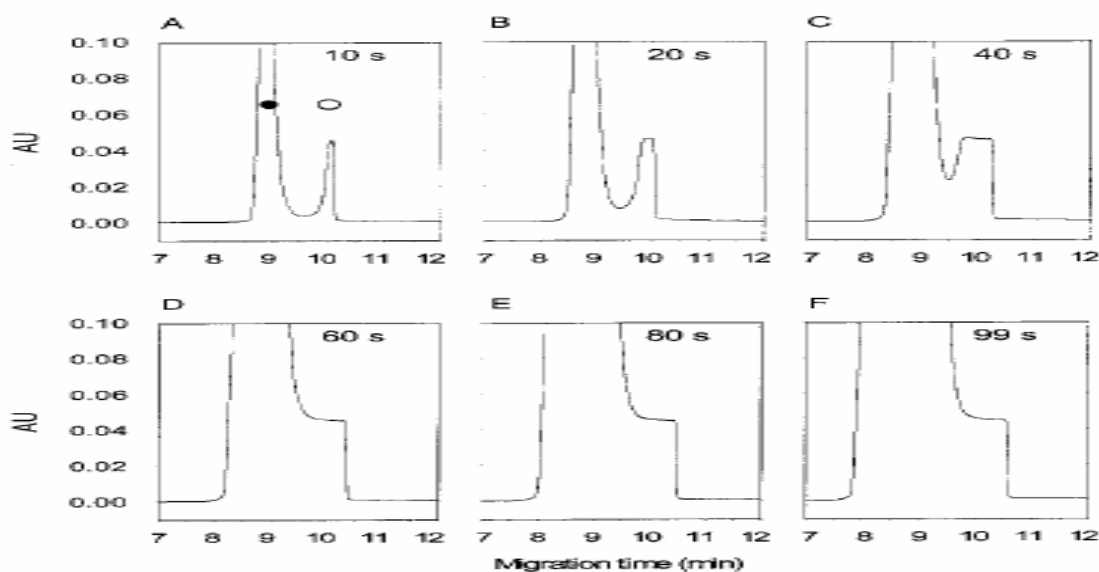 A B C
0.10 10 s 20 s 40 s
0.08
0.06
0.04
0.02
0.00
AU
7 8 9 10 11 12 7 8 9 10 11 12 7 8 9 10 11 12
D E F
0.10 60 s 80 s 99 s
0.08
0.06
0.04
0.02
0.00
AU
7 8 9 10 11 12 7 8 9 10 11 12 7 8 9 10 11 12
Migration time (min)